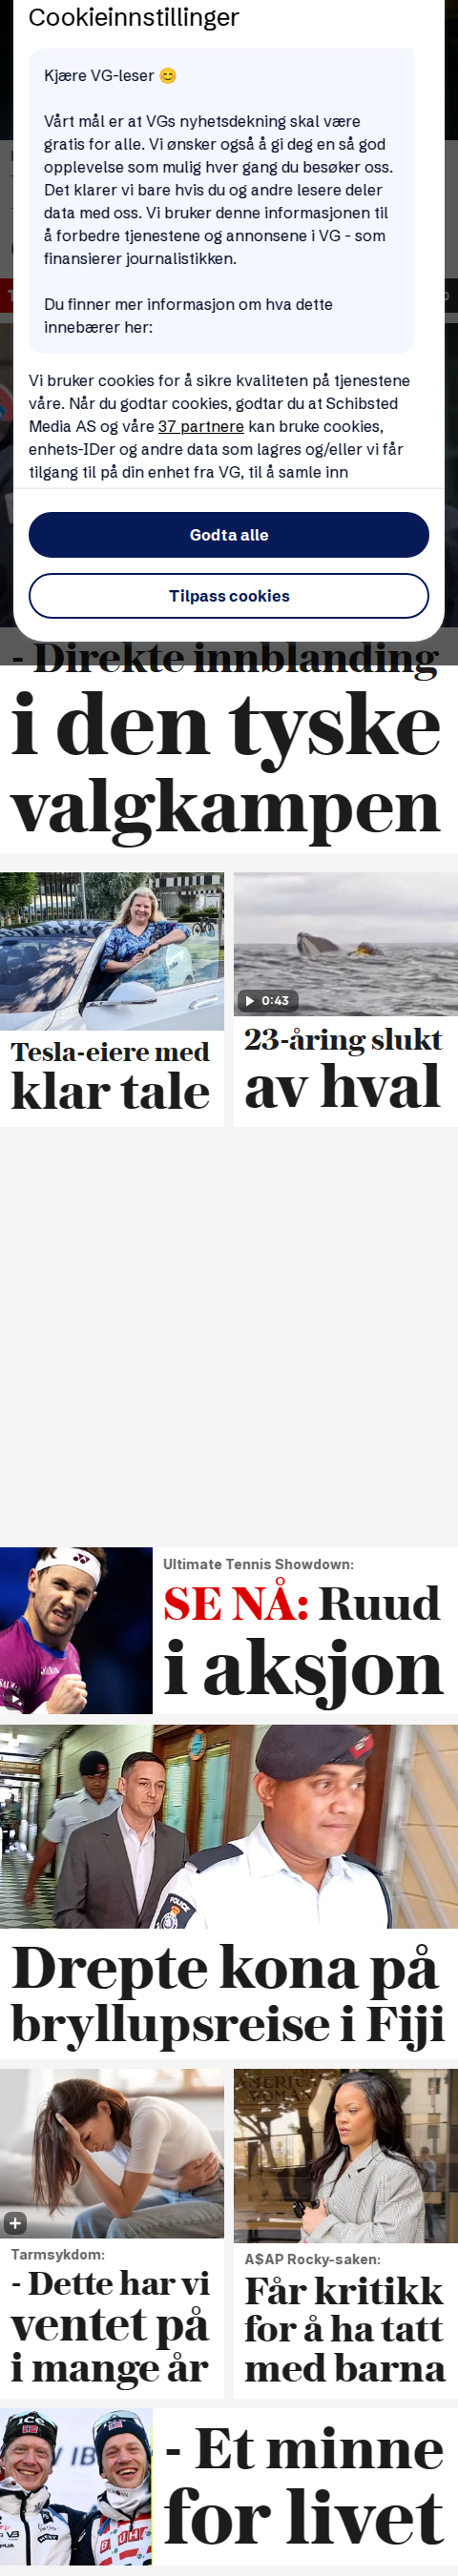 Cookieinnstillinger
Kjære VG-leser 😊
Vårt mål er at VGs nyhetsdekning skal være
gratis for alle. Vi ønsker også å gi deg en så god
opplevelse som mulig hver gang du besøker oss.
Det klarer vi bare hvis du og andre lesere deler
data med oss. Vi bruker denne informasjonen til
å forbedre tjenestene og annonsene i VG - som
finansierer journalistikken.
Du finner mer informasjon om hva dette
innebærer her:
Vi bruker cookies for å sikre kvaliteten på tjenestene
våre. Når du godtar cookies, godtar du at Schibsted
Media AS og våre 37 partnere kan bruke cookies,
enhets-IDer og andre data som lagres og/eller vi får
tilgang til på din enhet fra VG, til å samle inn
Godta alle
Tilpass cookies
- Direkte innblanding
i den tyske
valgkampen
0:43
Tesla-eiere med
klar tale
23-åring slukt
av hval
Ultimate Tennis Showdown:
SE NÅ: Ruud
i aksjon
POLICE
Drepte kona på
bryllupsreise i Fiji
Tarmsykdom:
- Dette har vi
ventet på
i mange år
A$AP Rocky-saken:
Får kritikk
for å ha tatt
med barna
- Et minne
for livet